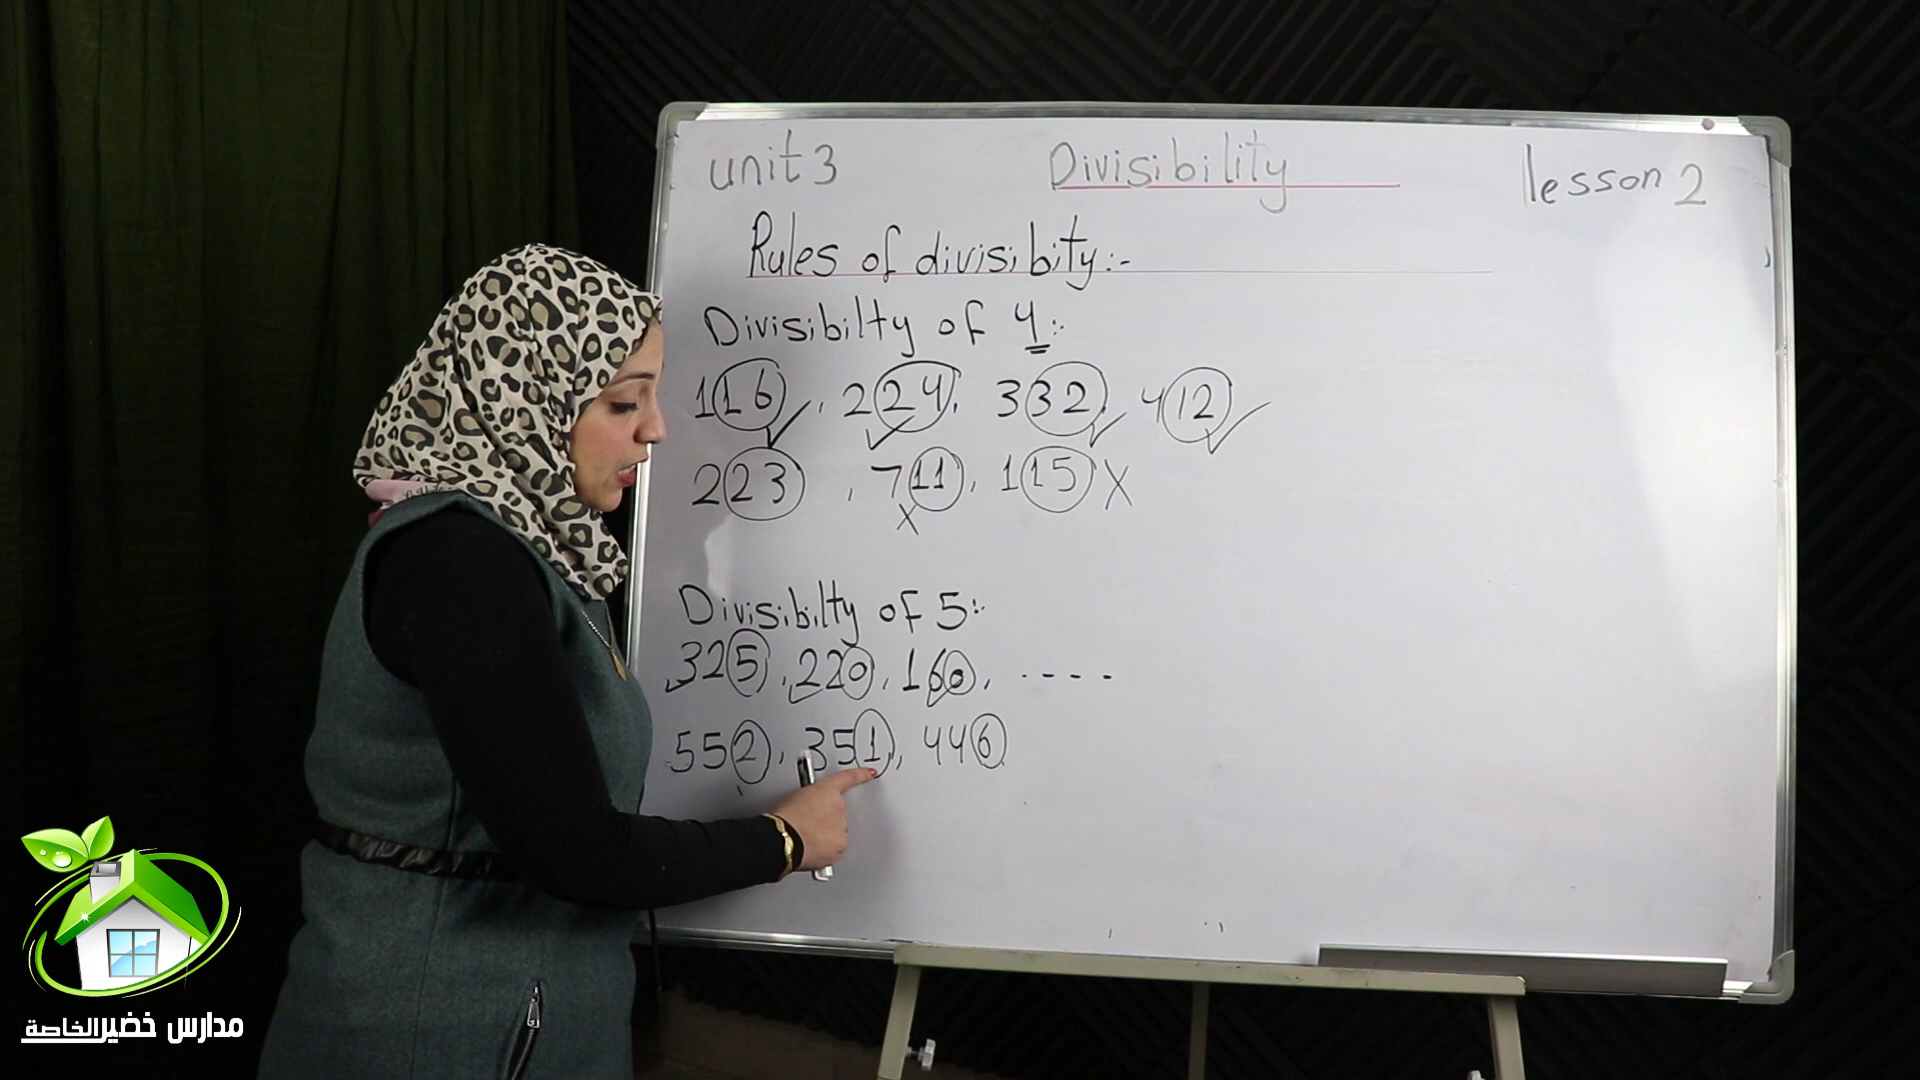 unit 3 Divisibility lesson 2
Rules of divisibity:-
Divisibilty of 4:-
116 ✓, 224 ✓, 332 ✓, 412 ✓
223, 711 X, 115 X
Divisibilty of 5:-
325, 220, 160, ----
552, 351, 446
مدارس خضير الخاصة